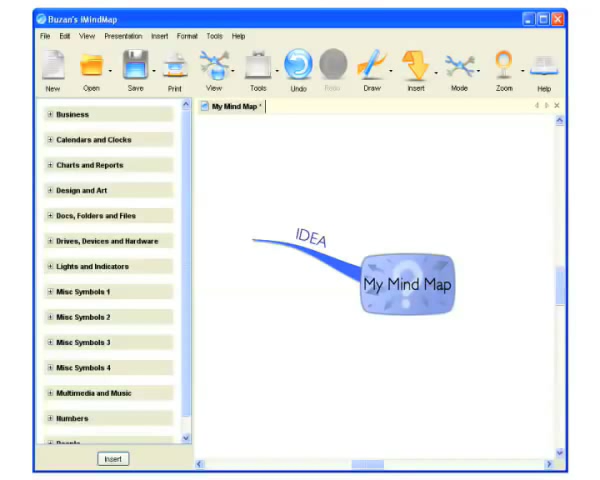 Buzan's iMindMap
File Edit View Presentation Insert Format Tools Help
New Open Save Print View Tools Undo Redo Draw Insert Mode Zoom Help
My Mind Map *
Business
Calendars and Clocks
Charts and Reports
Design and Art
Docs, Folders and Files
Drives, Devices and Hardware
Lights and Indicators
Misc Symbols 1
Misc Symbols 2
Misc Symbols 3
Misc Symbols 4
Multimedia and Music
Numbers
People
Insert
IDEA
My Mind Map